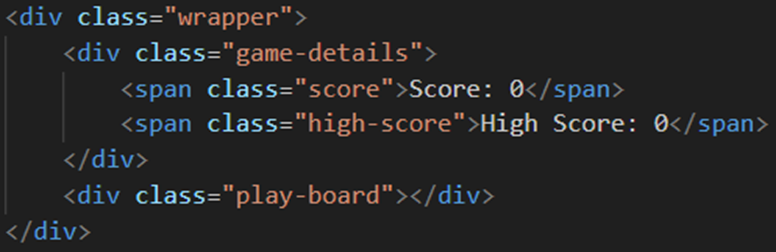 <div class="wrapper">
    <div class="game-details">
        <span class="score">Score: 0</span>
        <span class="high-score">High Score: 0</span>
    </div>
    <div class="play-board"></div>
</div>